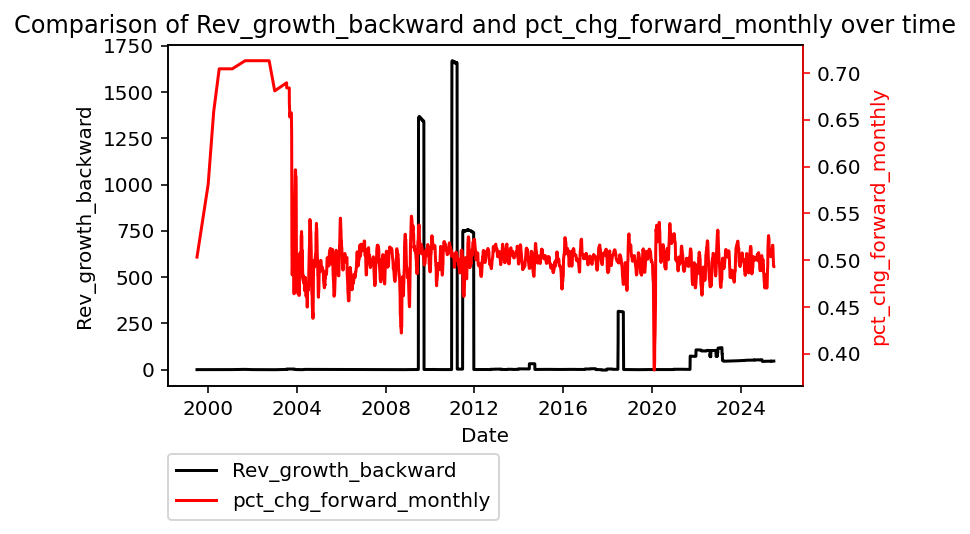 Comparison of Rev_growth_backward and pct_chg_forward_monthly over time
Rev_growth_backward
1750
1500
1250
1000
750
500
250
0
0.70
0.65
0.60
0.55
0.50
0.45
0.40
pct_chg_forward_monthly
2000 2004 2008 2012 2016 2020 2024
Date
Rev_growth_backward
pct_chg_forward_monthly